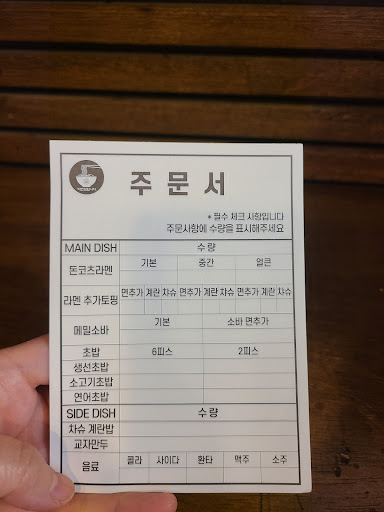 주문서
* 필수 체크 사항입니다
주문사항에 수량을 표시해주세요
MAIN DISH 수량
돈코츠라멘 기본 중간 얼큰
라멘 추가토핑 면추가 계란 차슈 면추가 계란 차슈 면추가 계란 차슈
메밀소바 기본 소바 면추가
초밥 6피스 2피스
생선초밥
소고기초밥
연어초밥
SIDE DISH 수량
차슈 계란밥
교자만두
음료 콜라 사이다 환타 맥주 소주